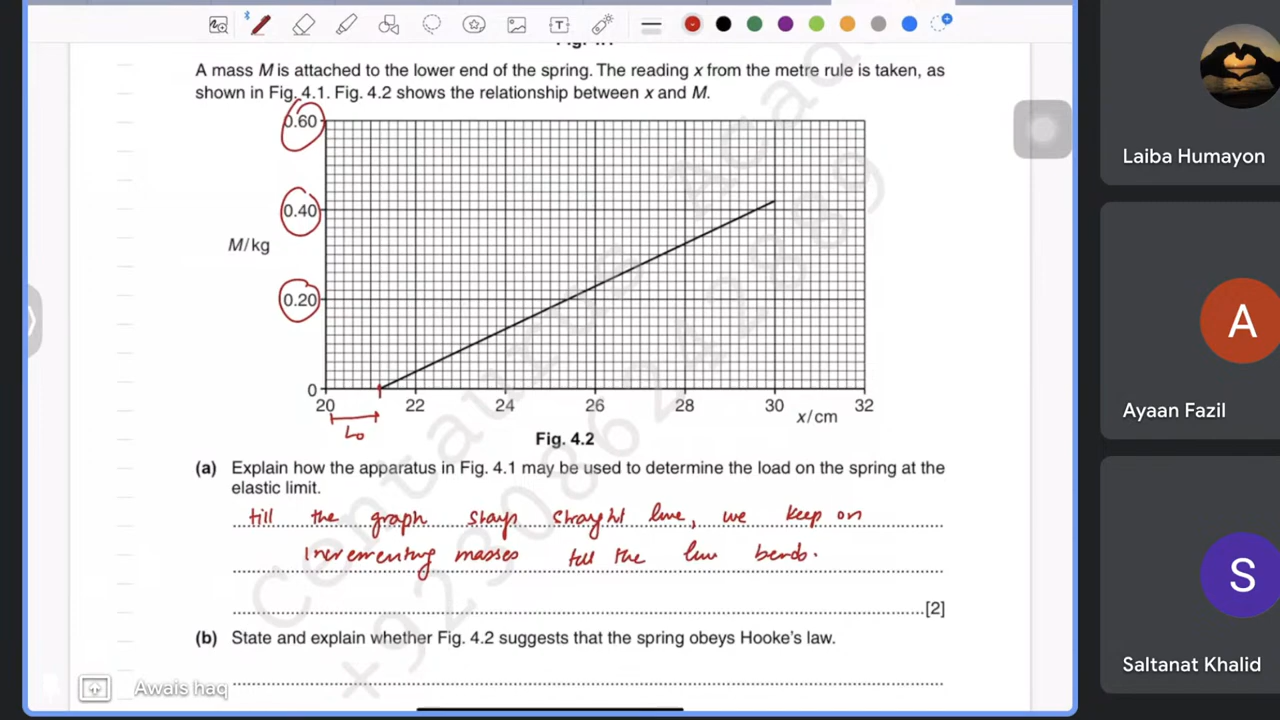 A mass M is attached to the lower end of the spring. The reading x from the metre rule is taken, as
shown in Fig. 4.1. Fig. 4.2 shows the relationship between x and M.
0.60
0.40
M/kg
0.20
0
20 22 24 26 28 30 32
x/cm
Lo
Fig. 4.2
(a) Explain how the apparatus in Fig. 4.1 may be used to determine the load on the spring at the
elastic limit.
till the graph stays straight line, we keep on
incrementing masses till the line bends.
[2]
(b) State and explain whether Fig. 4.2 suggests that the spring obeys Hooke's law.
Awais haq
Laiba Humayon
A
Ayaan Fazil
S
Saltanat Khalid